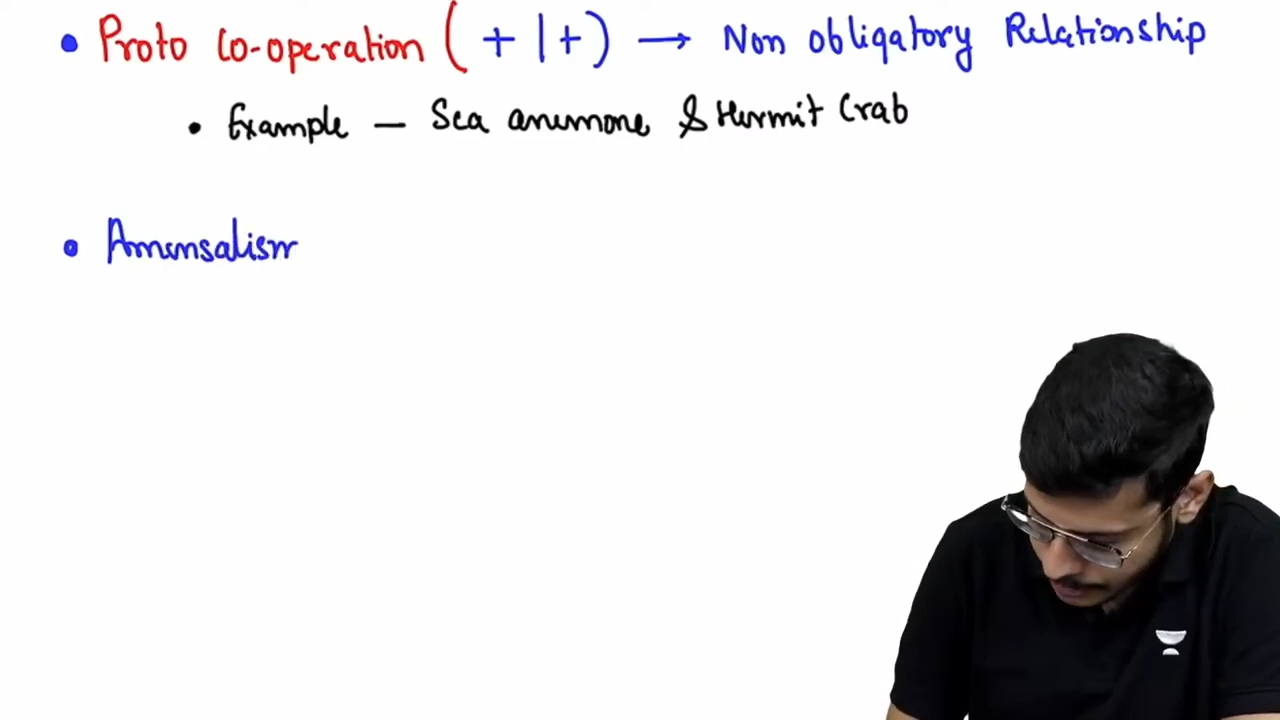 • Proto Co-operation ( + | + ) → Non obligatory Relationship
• Example — Sea anemone & Hermit Crab
• Amensalism